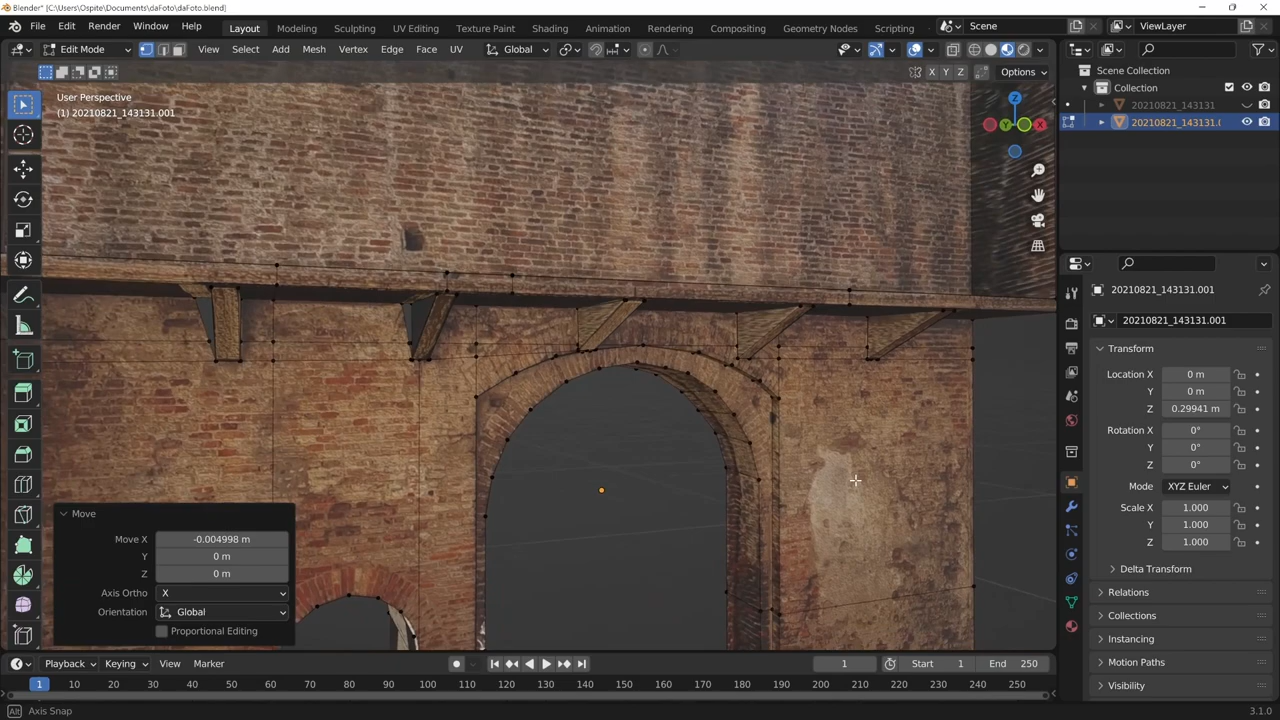 Blender* [C:\Users\Ospite\Documents\daFoto\daFoto.blend]
File Edit Render Window Help
Layout Modeling Sculpting UV Editing Texture Paint Shading Animation Rendering Compositing Geometry Nodes Scripting
Scene
ViewLayer
Edit Mode
View Select Add Mesh Vertex Edge Face UV
Global
X Y Z
Options
User Perspective
(1) 20210821_143131.001
Z
Y
X
Scene Collection
Collection
20210821_143131
20210821_143131.(
20210821_143131.001
20210821_143131.001
Transform
Location X 0 m
Y 0 m
Z 0.29941 m
Rotation X 0°
Y 0°
Z 0°
Mode XYZ Euler
Scale X 1.000
Y 1.000
Z 1.000
Delta Transform
Relations
Collections
Instancing
Motion Paths
Visibility
Move
Move X -0.004998 m
Y 0 m
Z 0 m
Axis Ortho X
Orientation Global
Proportional Editing
Playback Keying View Marker
1
Start 1
End 250
1 10 20 30 40 50 60 70 80 90 100 110 120 130 140 150 160 170 180 190 200 210 220 230 240 250
Alt Axis Snap
3.1.0